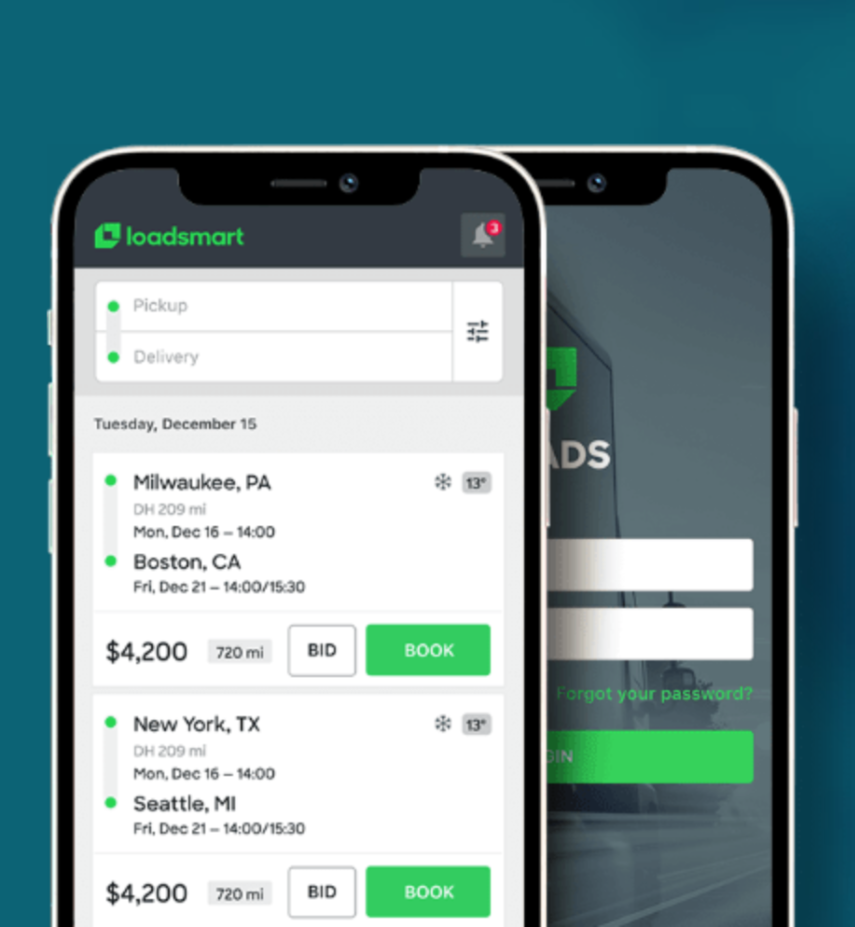 loadsmart
3
Pickup
Delivery
Tuesday, December 15
Milwaukee, PA
13°
DH 209 mi
Mon, Dec 16 – 14:00
Boston, CA
Fri, Dec 21 – 14:00/15:30
$4,200 720 mi BID BOOK
New York, TX
13°
DH 209 mi
Mon, Dec 16 – 14:00
Seattle, MI
Fri, Dec 21 – 14:00/15:30
$4,200 720 mi BID BOOK
ADS
Forgot your password?
GIN